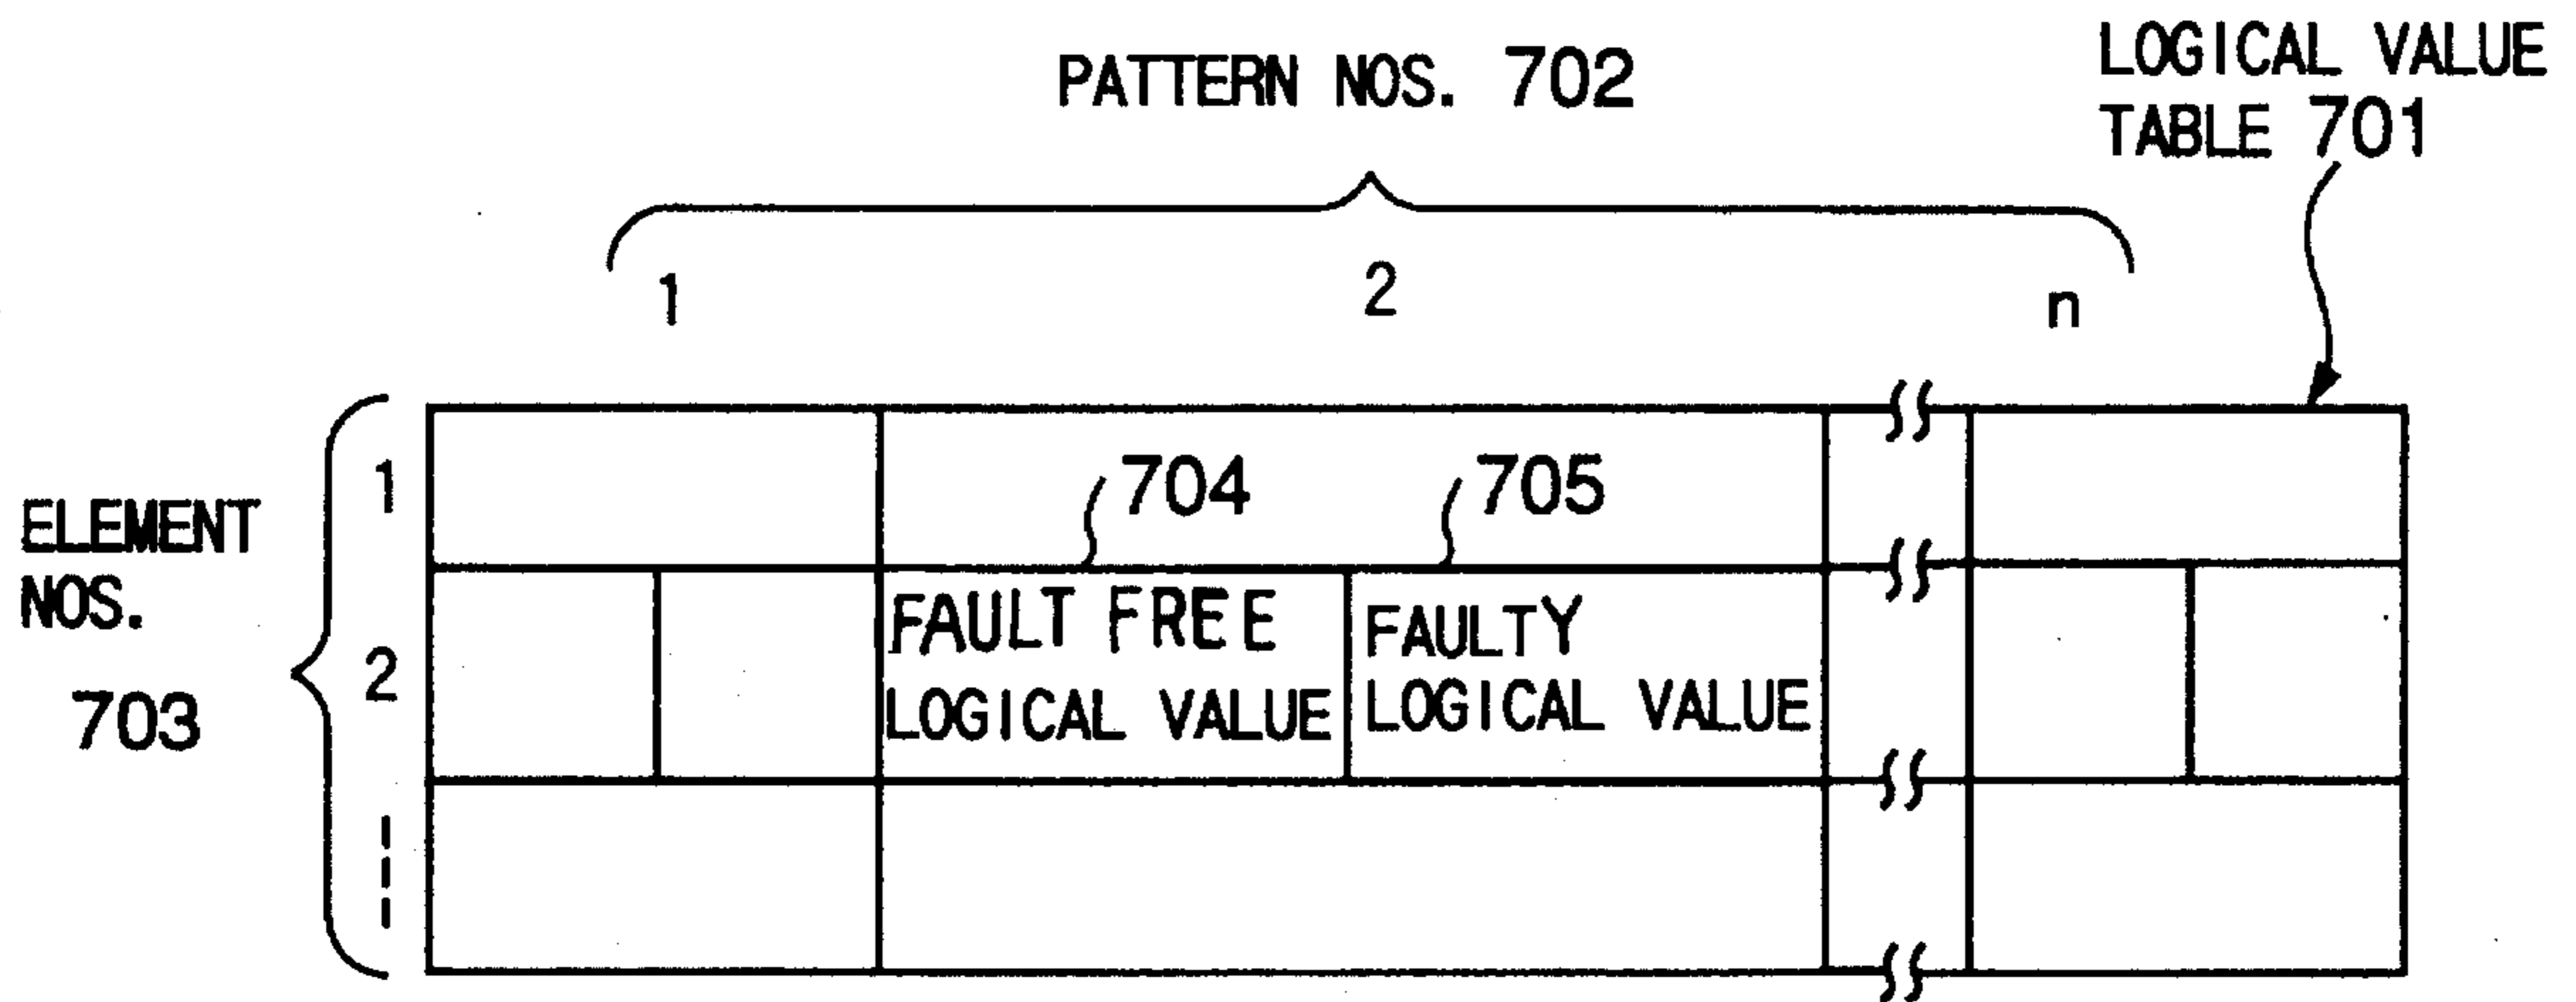 LOGICAL VALUE
TABLE 701
PATTERN NOS. 702
1 2 n
ELEMENT
NOS.
703
1
704 705
2
FAULT FREE
LOGICAL VALUE
FAULTY
LOGICAL VALUE